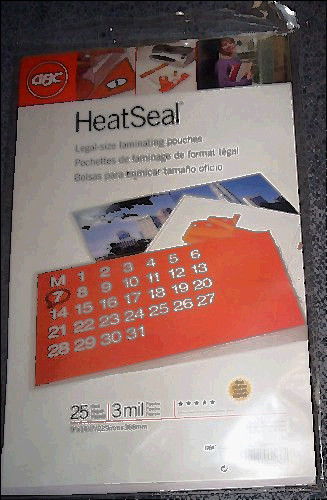 GBC
HeatSeal®
Legal-size laminating pouches
Pochettes de laminage de format légal
Bolsas para lumicar tamaño oficio
M 1 2 3 4 5 6
7 8 9 10 11 12 13
14 15 16 17 18 19 20
21 22 23 24 25 26 27
28 29 30 31
25 3 mil
GBC